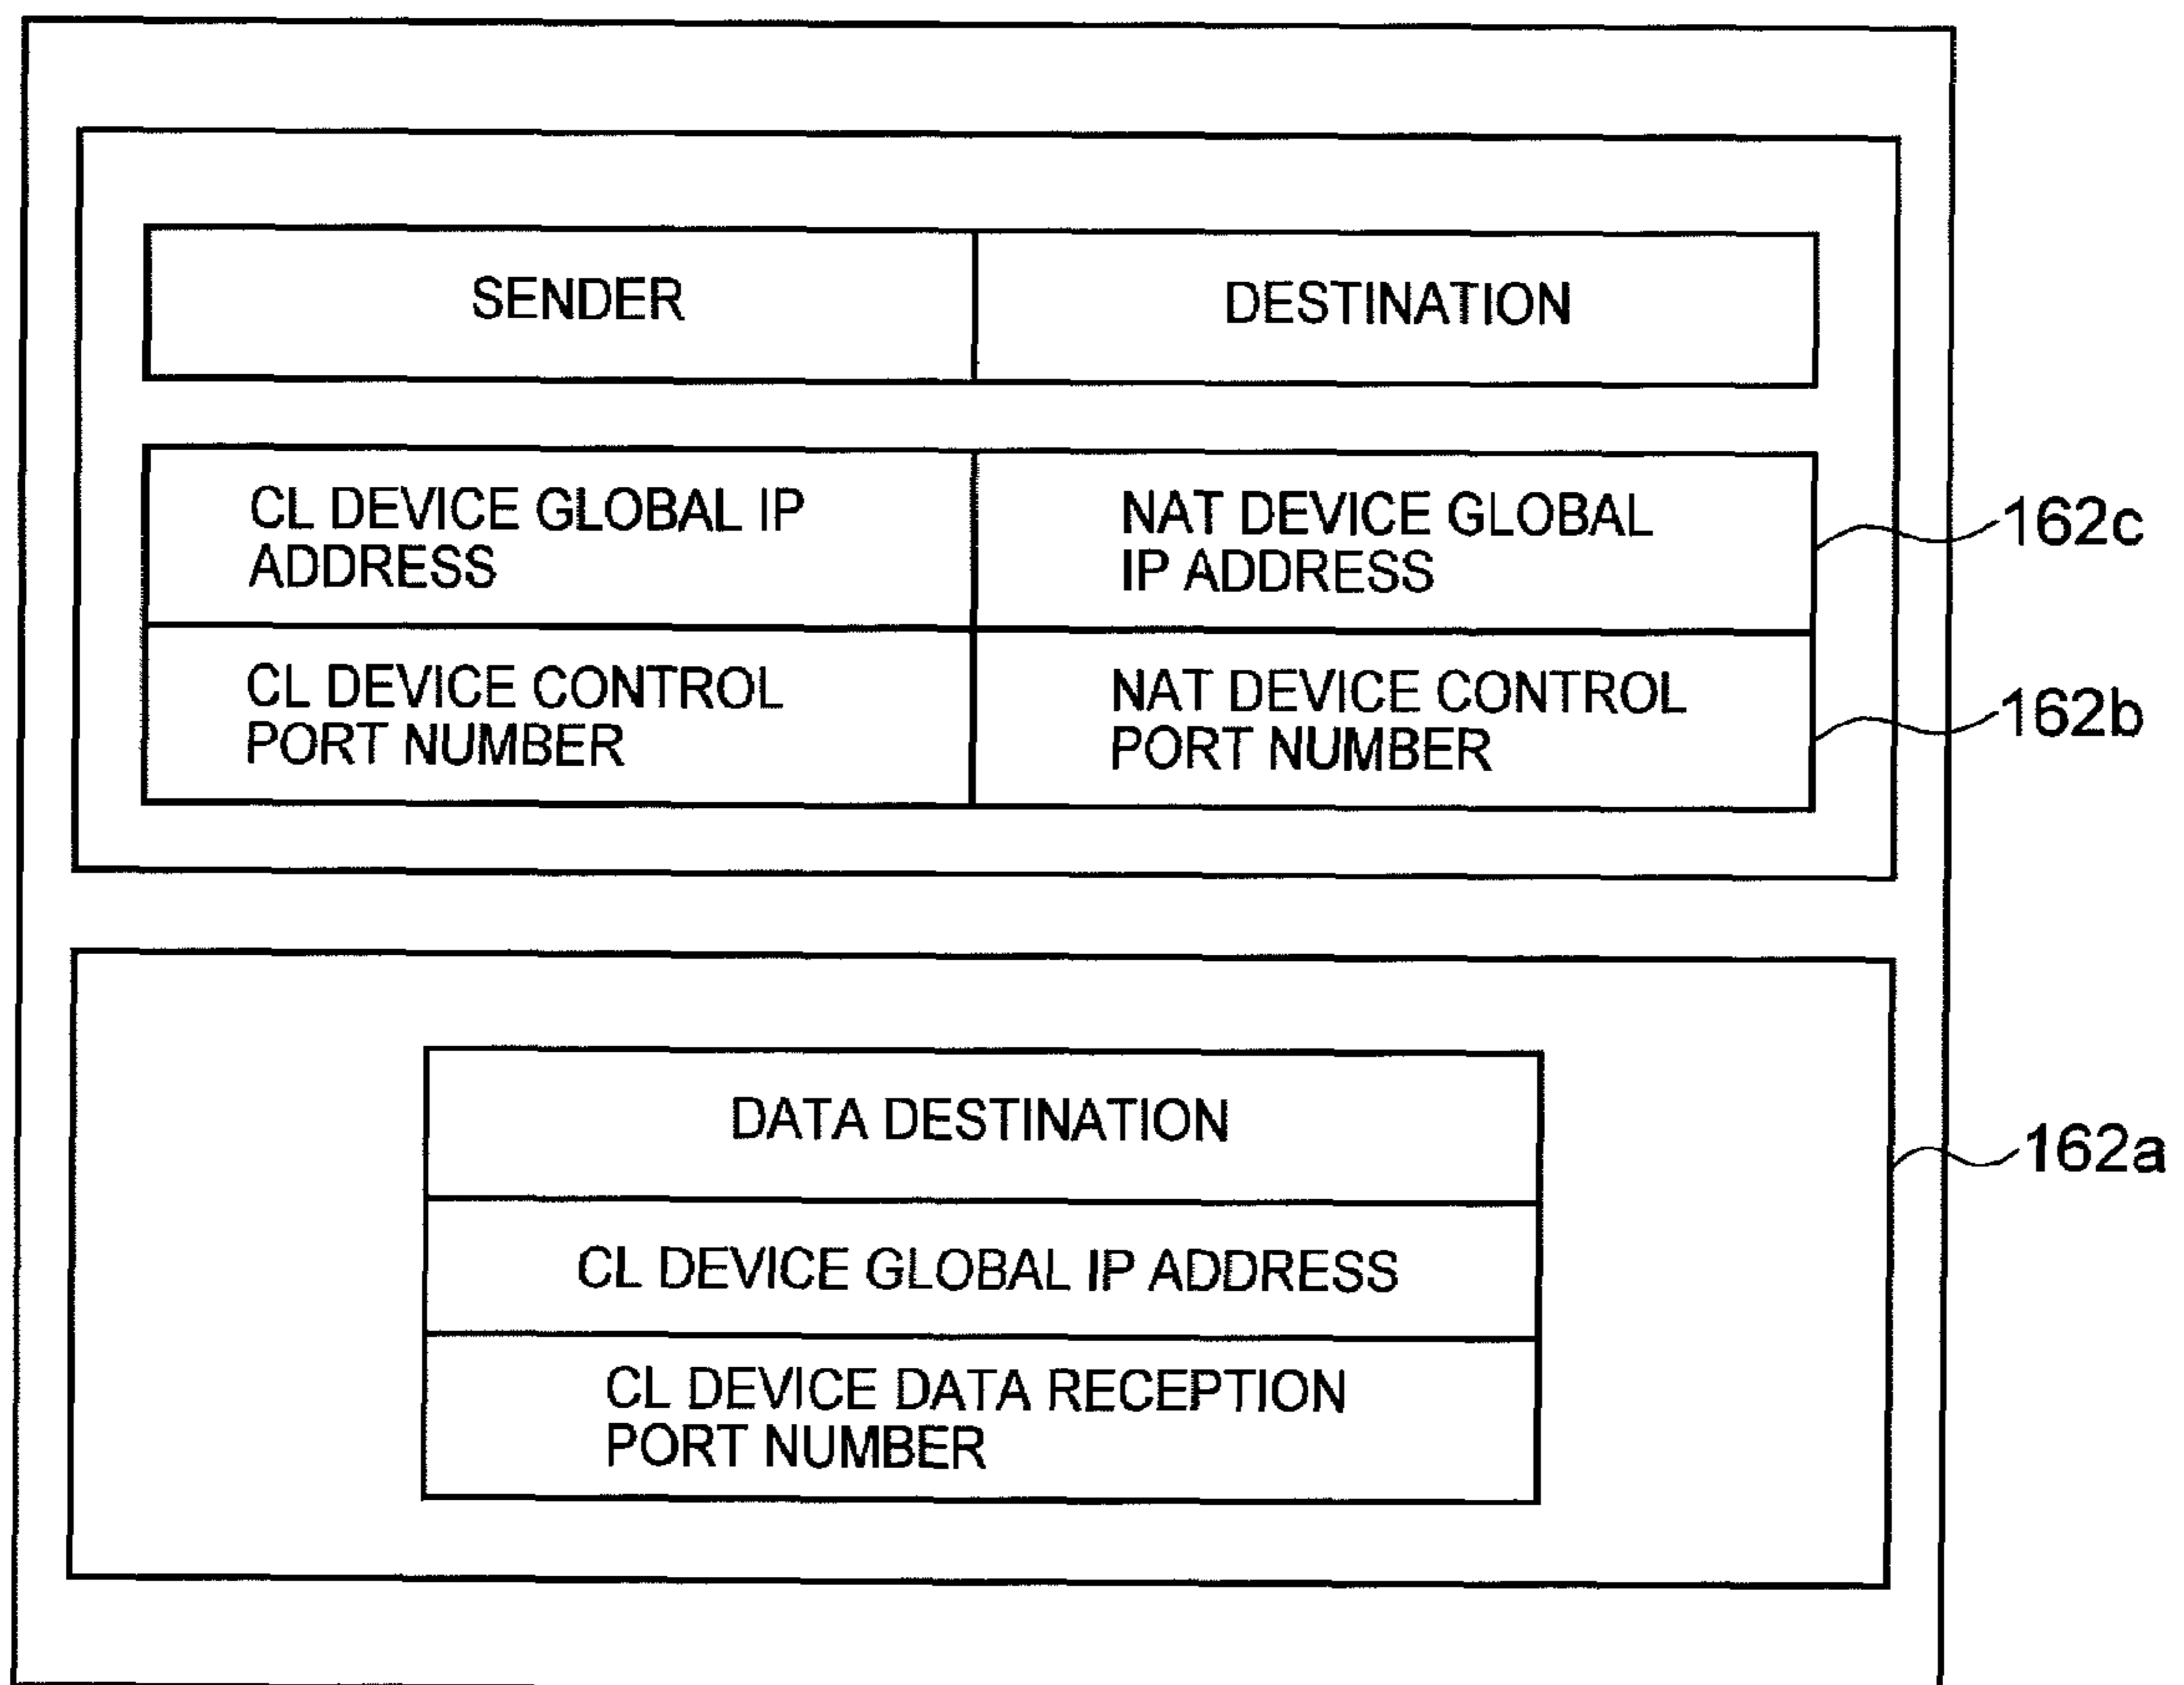 SENDER
DESTINATION
CL DEVICE GLOBAL IP
ADDRESS
NAT DEVICE GLOBAL
IP ADDRESS
162c
CL DEVICE CONTROL
PORT NUMBER
NAT DEVICE CONTROL
PORT NUMBER
162b
DATA DESTINATION
162a
CL DEVICE GLOBAL IP ADDRESS
CL DEVICE DATA RECEPTION
PORT NUMBER